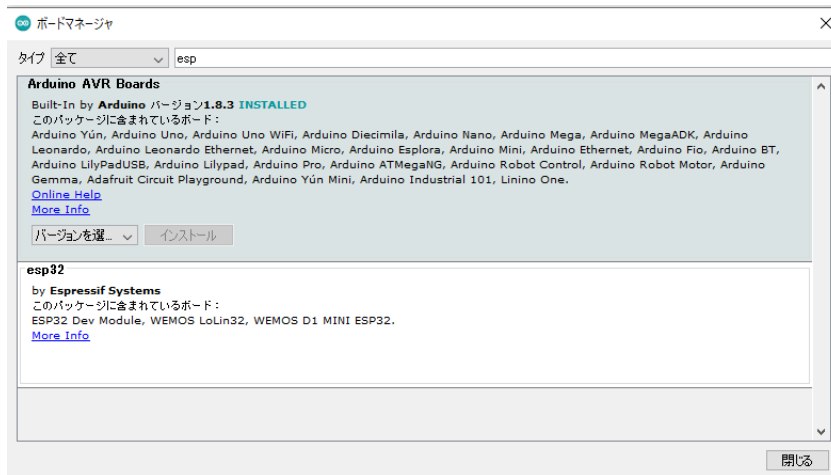 ボードマネージャ
タイプ 全て esp
Arduino AVR Boards
Built-In by Arduino バージョン1.8.3 INSTALLED
このパッケージに含まれているボード：
Arduino Yún, Arduino Uno, Arduino Uno WiFi, Arduino Diecimila, Arduino Nano, Arduino Mega, Arduino MegaADK, Arduino
Leonardo, Arduino Leonardo Ethernet, Arduino Micro, Arduino Esplora, Arduino Mini, Arduino Ethernet, Arduino Fio, Arduino BT,
Arduino LilyPadUSB, Arduino Lilypad, Arduino Pro, Arduino ATMegaNG, Arduino Robot Control, Arduino Robot Motor, Arduino
Gemma, Adafruit Circuit Playground, Arduino Yún Mini, Arduino Industrial 101, Linino One.
Online Help
More Info
バージョンを選... インストール
esp32
by Espressif Systems
このパッケージに含まれているボード：
ESP32 Dev Module, WEMOS LoLin32, WEMOS D1 MINI ESP32.
More Info
閉じる